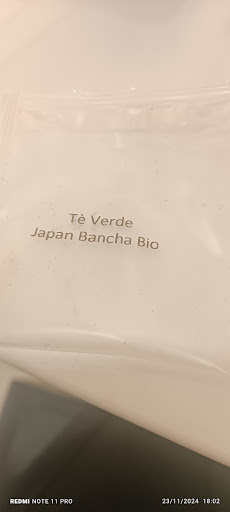 Tè Verde
Japan Bancha Bio
REDMI NOTE 11 PRO
23/11/2024 18:02